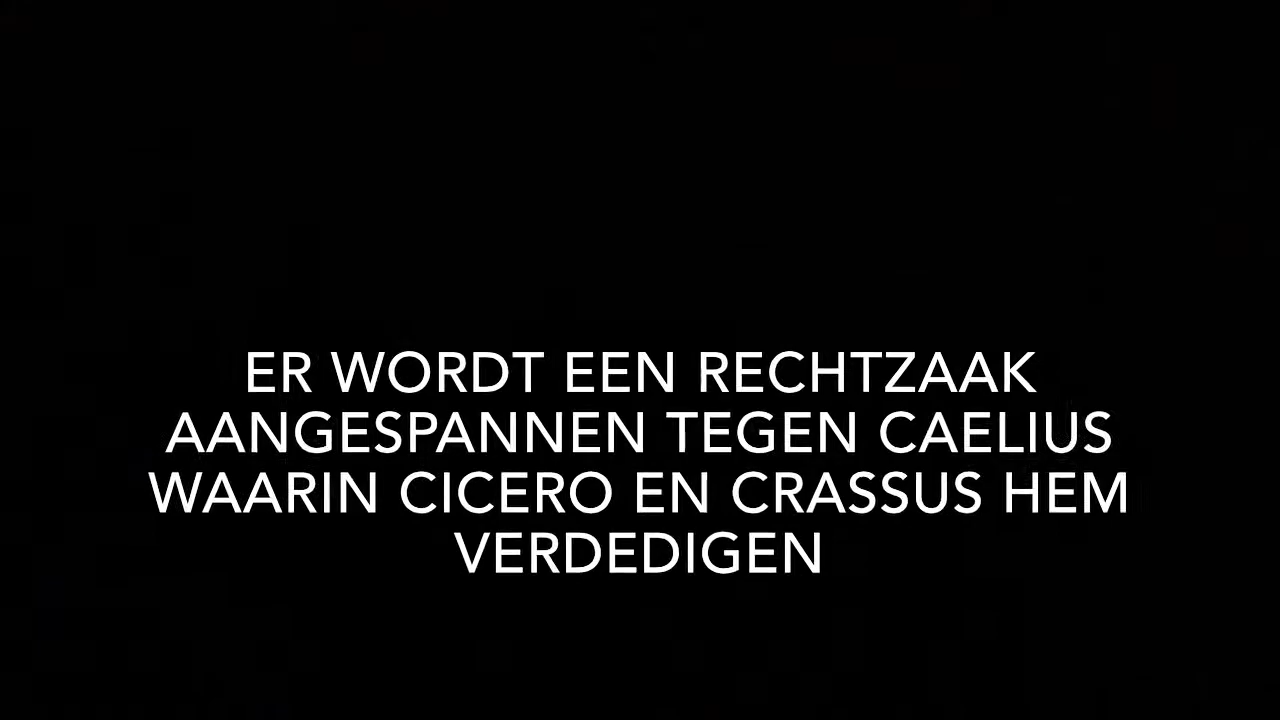 ER WORDT EEN RECHTZAAK
AANGESPANNEN TEGEN CAELIUS
WAARIN CICERO EN CRASSUS HEM
VERDEDIGEN